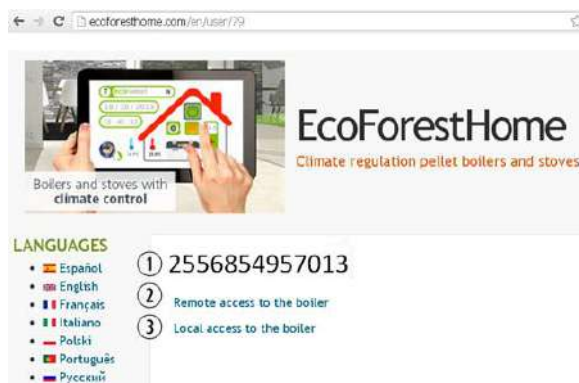 ecoforesthome.com/en/user/79
EcoForestHome
Climate regulation pellet boilers and stoves
Boilers and stoves with
climate control
LANGUAGES
Español
English
Français
Italiano
Polski
Português
Русский
1 2556854957013
2 Remote access to the boiler
3 Local access to the boiler